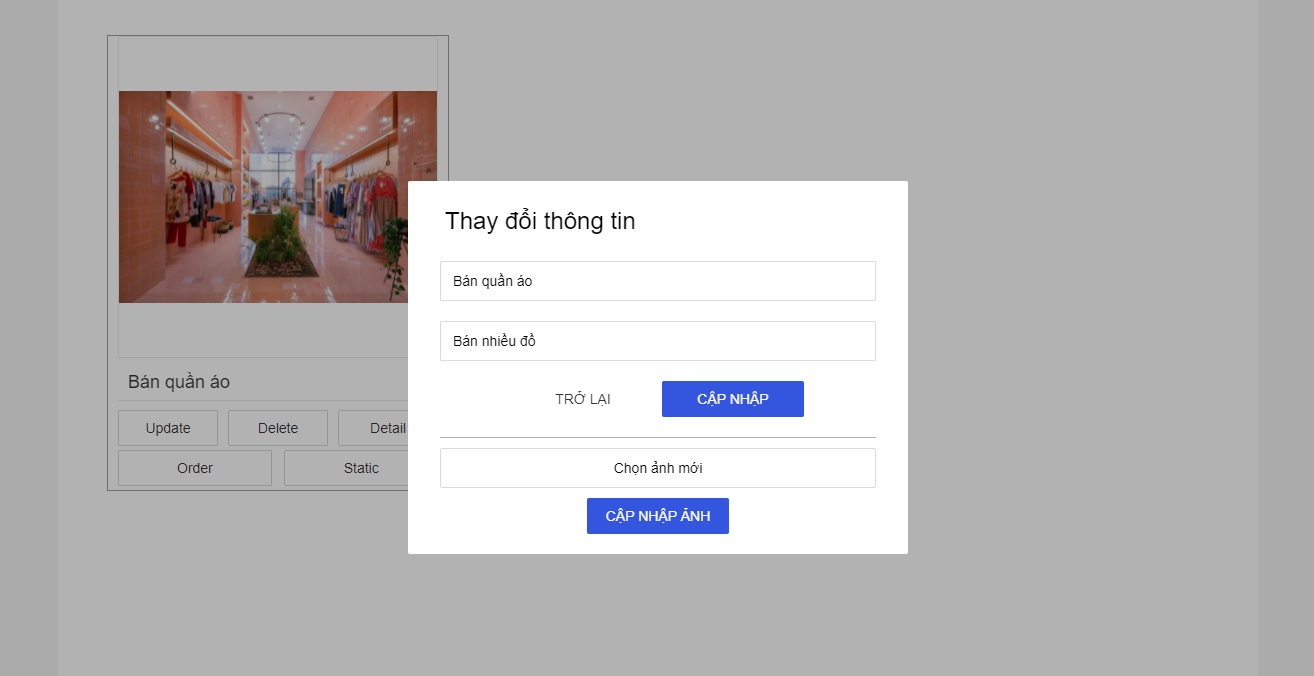 Bán quần áo
Update Delete Detail
Order Static
Thay đổi thông tin
Bán quần áo
Bán nhiều đồ
TRỞ LẠI CẬP NHẬP
Chọn ảnh mới
CẬP NHẬP ẢNH